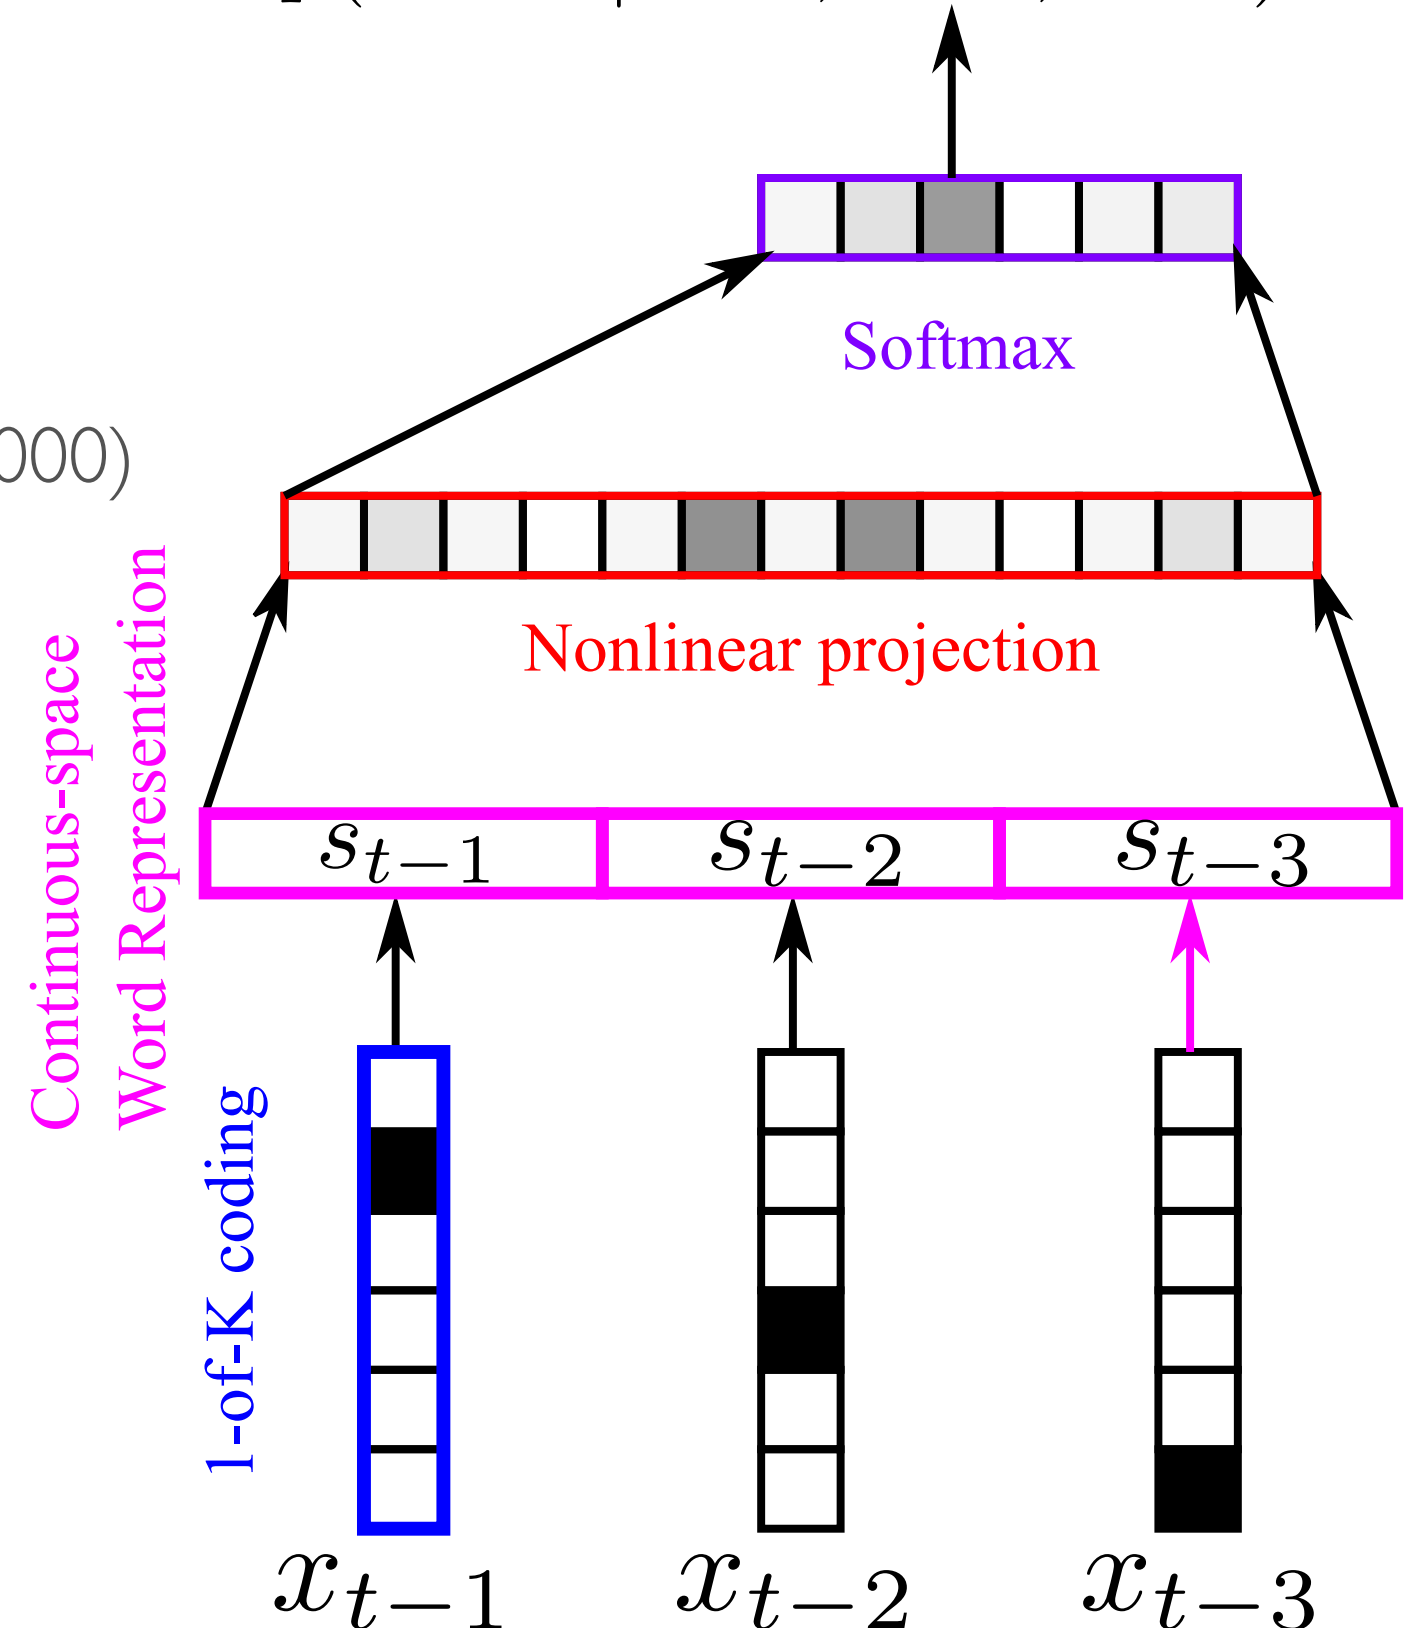 Softmax
000)
Nonlinear projection
Continuous-space
Word Representation
s_{t-1} s_{t-2} s_{t-3}
1-of-K coding
x_{t-1} x_{t-2} x_{t-3}